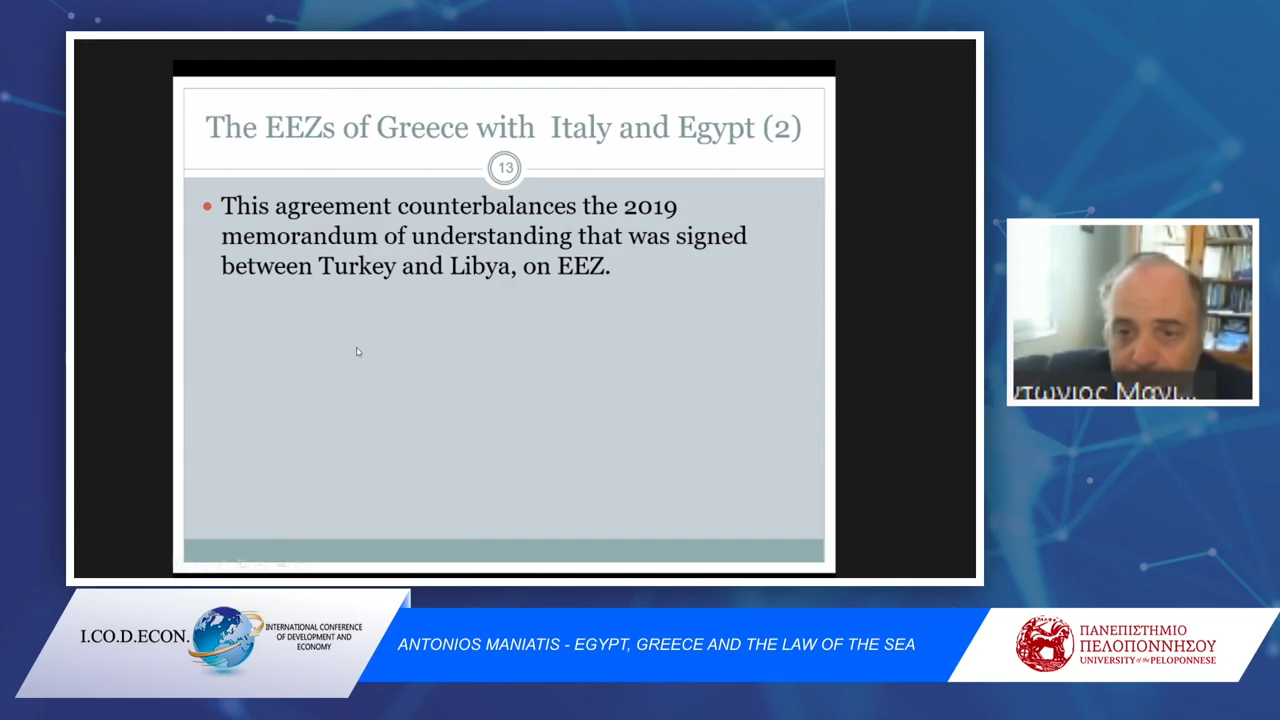 The EEZs of Greece with Italy and Egypt (2)
13
This agreement counterbalances the 2019
memorandum of understanding that was signed
between Turkey and Libya, on EEZ.
ντώνιος Μανι...
I.CO.D.ECON.
INTERNATIONAL CONFERENCE
OF DEVELOPMENT AND
ECONOMY
ANTONIOS MANIATIS - EGYPT, GREECE AND THE LAW OF THE SEA
ΠΑΝΕΠΙΣΤΗΜΙΟ
ΠΕΛΟΠΟΝΝΗΣΟΥ
UNIVERSITY of the PELOPONNESE